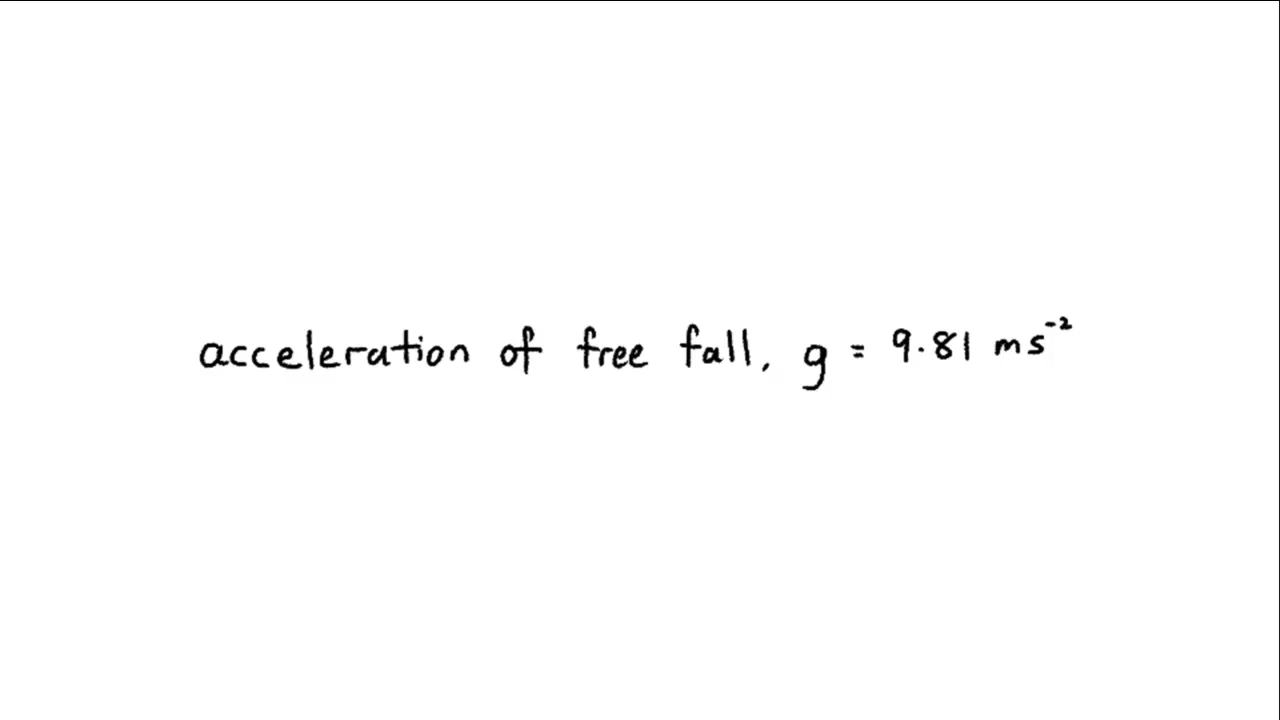 acceleration of free fall, g = 9.81 ms⁻²